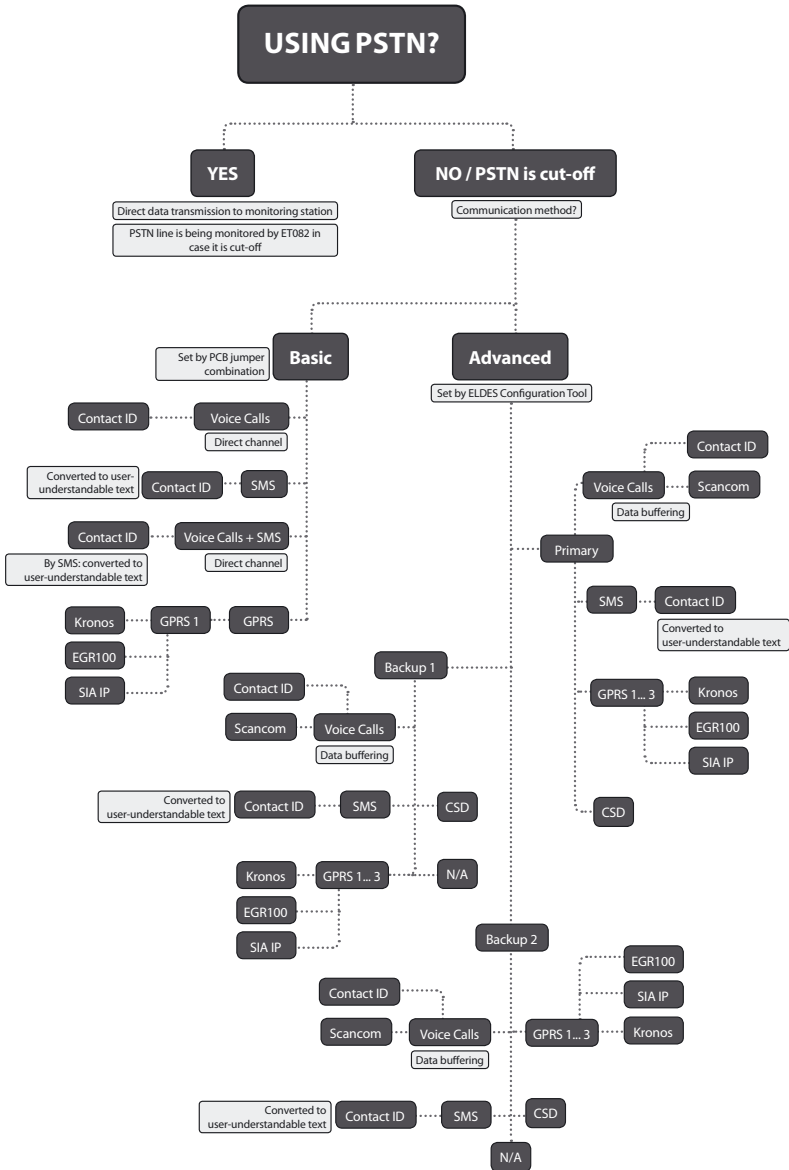 USING PSTN?
YES
NO / PSTN is cut-off
Direct data transmission to monitoring station
PSTN line is being monitored by ET082 in
case it is cut-off
Communication method?
Set by PCB jumper
combination
Basic
Advanced
Set by ELDES Configuration Tool
Contact ID
Voice Calls
Direct channel
Converted to user-
understandable text
Contact ID
SMS
Contact ID
Voice Calls + SMS
By SMS: converted to
user-understandable text
Direct channel
Kronos
GPRS 1
GPRS
EGR100
SIA IP
Primary
Voice Calls
Contact ID
Scancom
Data buffering
SMS
Contact ID
Converted to
user-understandable text
GPRS 1... 3
Kronos
EGR100
SIA IP
CSD
Backup 1
Contact ID
Scancom
Voice Calls
Data buffering
Converted to
user-understandable text
Contact ID
SMS
CSD
Kronos
GPRS 1... 3
N/A
EGR100
SIA IP
Backup 2
Contact ID
Scancom
Voice Calls
Data buffering
EGR100
SIA IP
GPRS 1... 3
Kronos
Converted to
user-understandable text
Contact ID
SMS
CSD
N/A